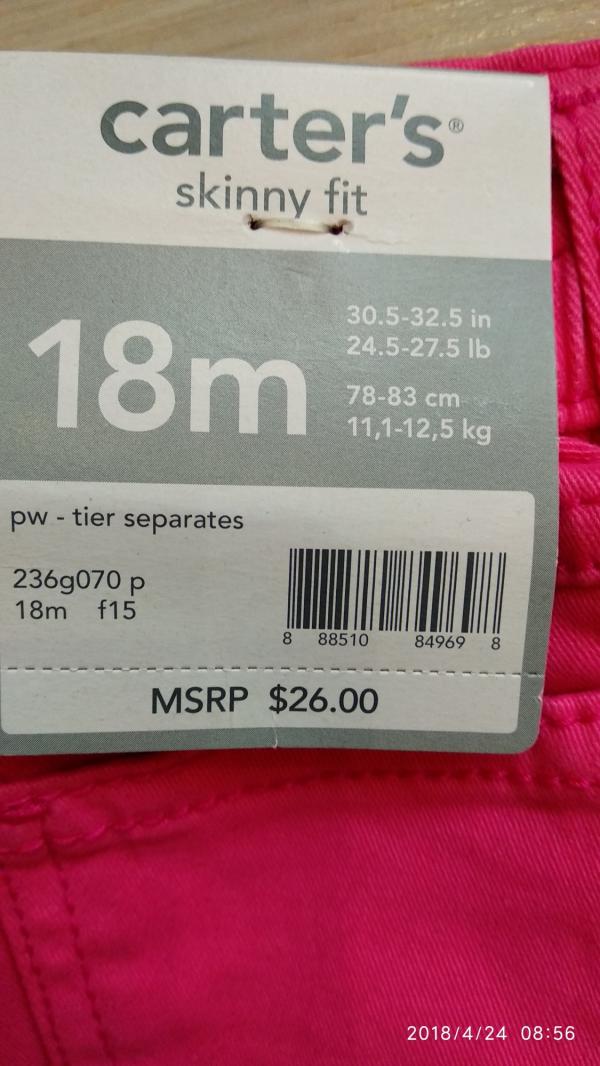 carter's®
skinny fit
18m
30.5-32.5 in
24.5-27.5 lb
78-83 cm
11,1-12,5 kg
pw - tier separates
236g070 p
18m f15
8 88510 84969 8
MSRP $26.00
2018/4/24 08:56